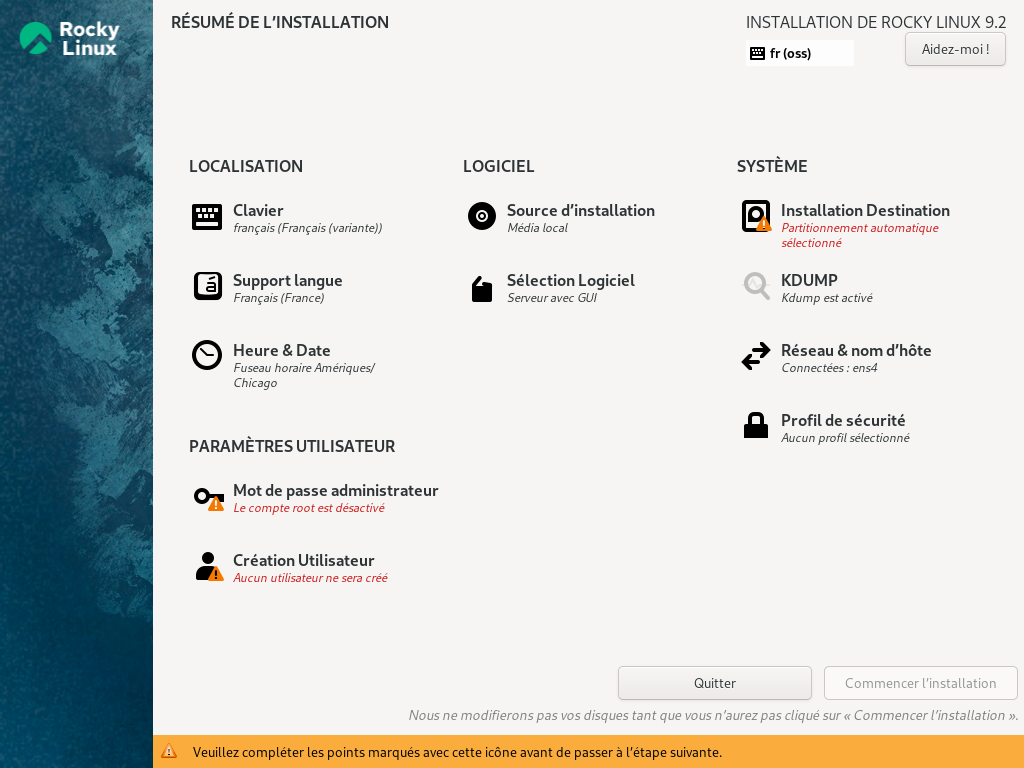 Rocky
Linux
RÉSUMÉ DE L'INSTALLATION
INSTALLATION DE ROCKY LINUX 9.2
fr (oss)
Aidez-moi !
LOCALISATION
Clavier
français (Français (variante))
Support langue
Français (France)
Heure & Date
Fuseau horaire Amériques/
Chicago
LOGICIEL
Source d'installation
Média local
Sélection Logiciel
Serveur avec GUI
SYSTÈME
Installation Destination
Partitionnement automatique
sélectionné
KDUMP
Kdump est activé
Réseau & nom d'hôte
Connectées : ens4
Profil de sécurité
Aucun profil sélectionné
PARAMÈTRES UTILISATEUR
Mot de passe administrateur
Le compte root est désactivé
Création Utilisateur
Aucun utilisateur ne sera créé
Quitter
Commencer l'installation
Nous ne modifierons pas vos disques tant que vous n'aurez pas cliqué sur « Commencer l'installation ».
Veuillez compléter les points marqués avec cette icône avant de passer à l'étape suivante.